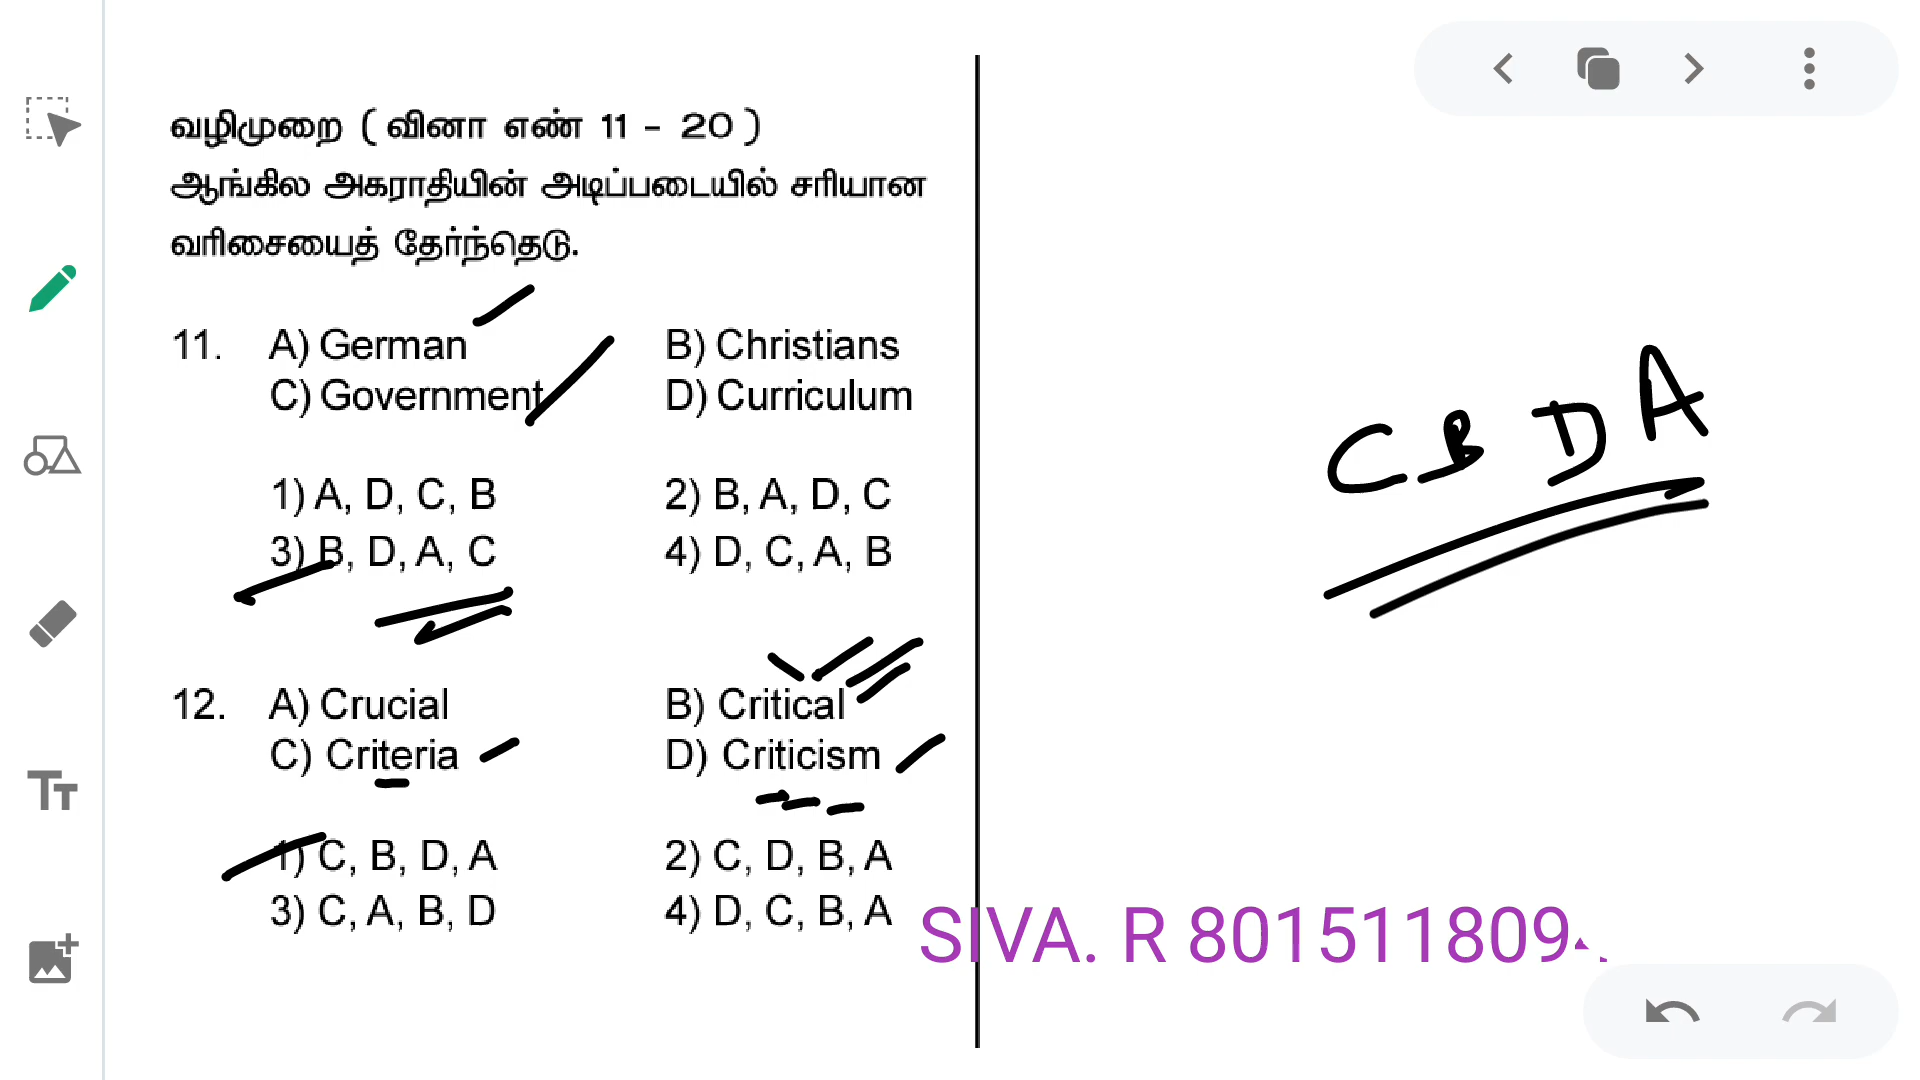 வழிமுறை ( வினா எண் 11 - 20 )
ஆங்கில அகராதியின் அடிப்படையில் சரியான
வரிசையைத் தேர்ந்தெடு.
11. A) German B) Christians
C) Government D) Curriculum
1) A, D, C, B 2) B, A, D, C
3) B, D, A, C 4) D, C, A, B
C B D A
12. A) Crucial B) Critical
C) Criteria D) Criticism
1) C, B, D, A 2) C, D, B, A
3) C, A, B, D 4) D, C, B, A
SIVA. R 801511809
TT